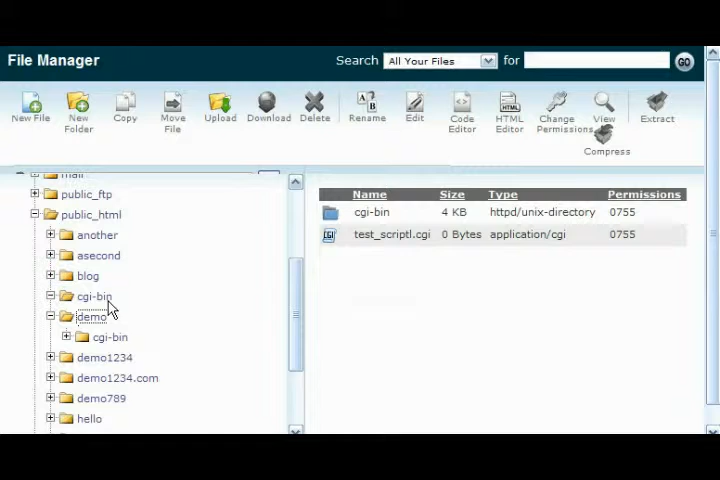 File Manager
Search All Your Files for GO
New File
New Folder
Copy
Move File
Upload
Download
Delete
Rename
Edit
Code Editor
HTML Editor
Change Permissions
View
Extract
Compress
mail
public_ftp
public_html
another
asecond
blog
cgi-bin
demo
cgi-bin
demo1234
demo1234.com
demo789
hello
Name Size Type Permissions
cgi-bin 4 KB httpd/unix-directory 0755
test_scriptl.cgi 0 Bytes application/cgi 0755